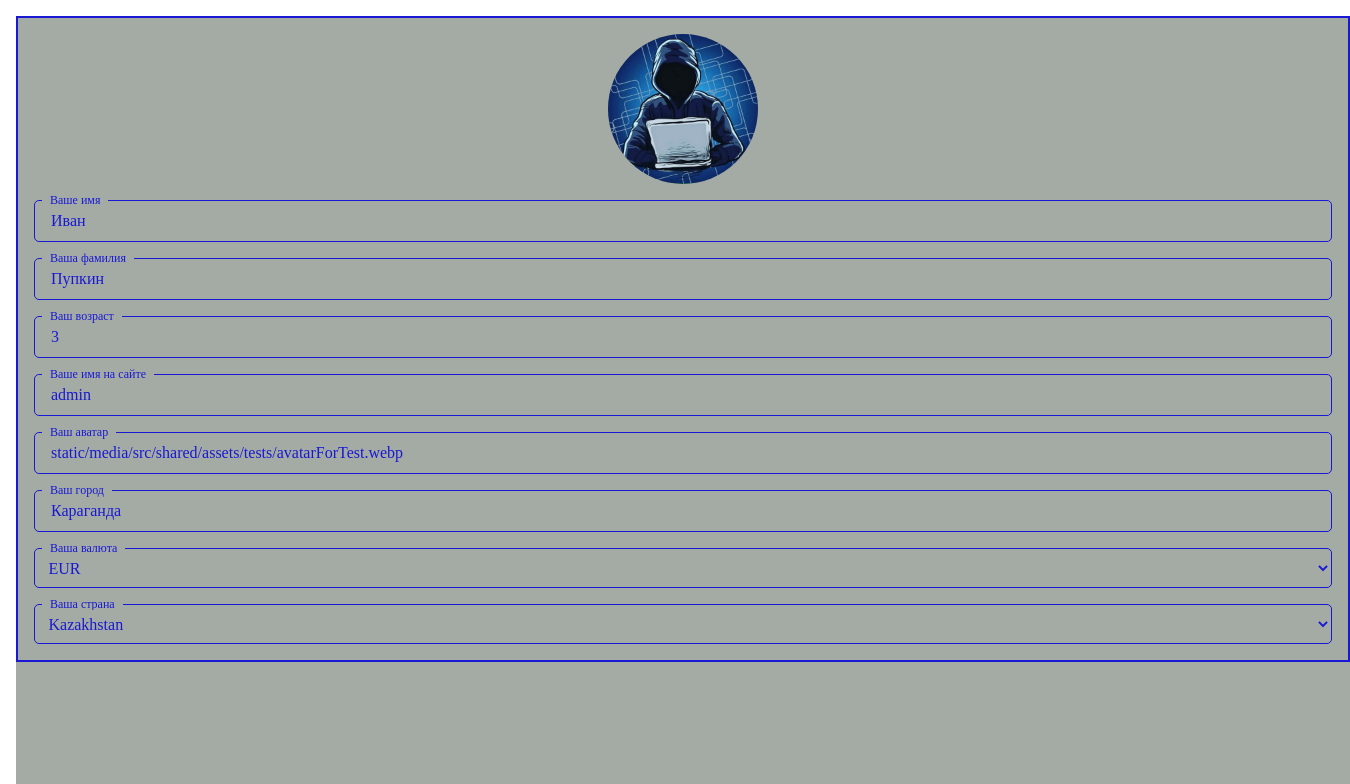 Ваше имя
Иван
Ваша фамилия
Пупкин
Ваш возраст
3
Ваше имя на сайте
admin
Ваш аватар
static/media/src/shared/assets/tests/avatarForTest.webp
Ваш город
Караганда
Ваша валюта
EUR
Ваша страна
Kazakhstan